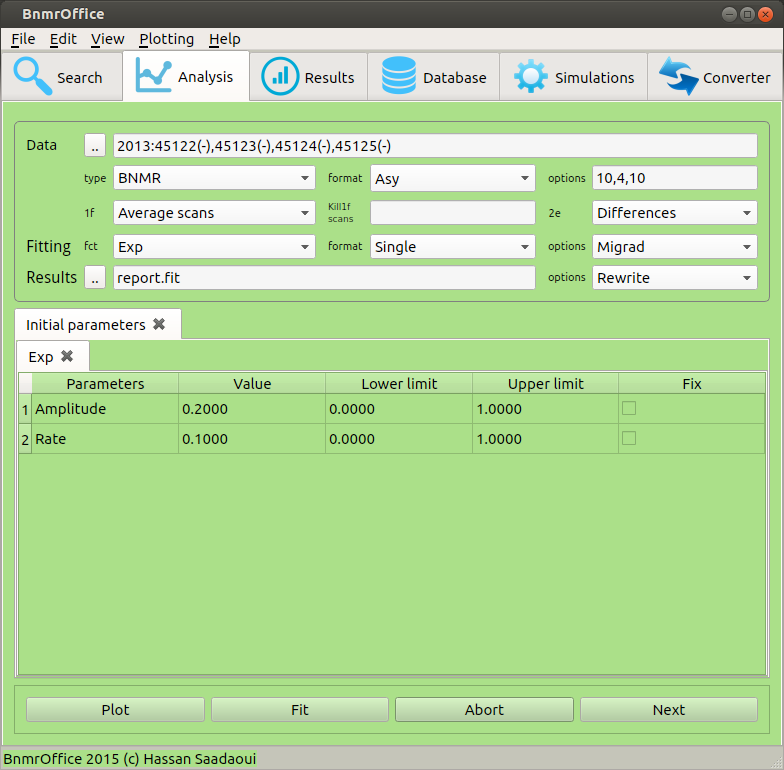 BnmrOffice
File Edit View Plotting Help
Search Analysis Results Database Simulations Converter
Data .. 2013:45122(-),45123(-),45124(-),45125(-)
type BNMR format Asy options 10,4,10
1f Average scans Kill1f scans 2e Differences
Fitting fct Exp format Single options Migrad
Results .. report.fit options Rewrite
Initial parameters
Exp
Parameters Value Lower limit Upper limit Fix
1 Amplitude 0.2000 0.0000 1.0000
2 Rate 0.1000 0.0000 1.0000
Plot Fit Abort Next
BnmrOffice 2015 (c) Hassan Saadaoui